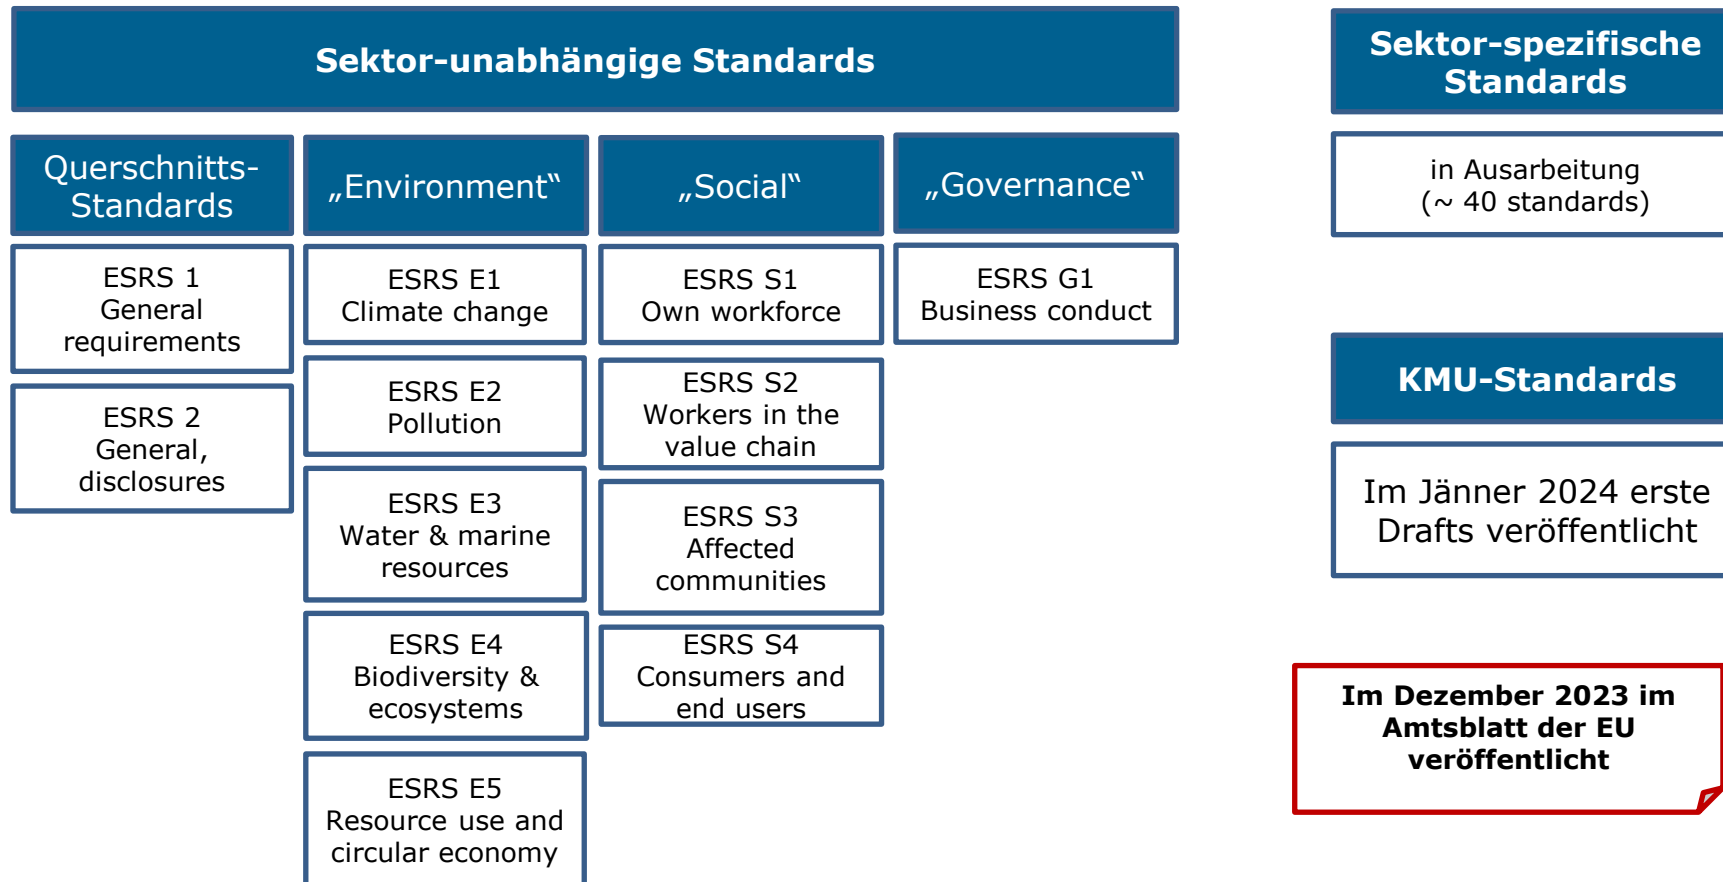 Sektor-unabhängige Standards
Querschnitts-
Standards
ESRS 1
General
requirements
ESRS 2
General,
disclosures
„Environment“
ESRS E1
Climate change
ESRS E2
Pollution
ESRS E3
Water & marine
resources
ESRS E4
Biodiversity &
ecosystems
ESRS E5
Resource use and
circular economy
„Social“
ESRS S1
Own workforce
ESRS S2
Workers in the
value chain
ESRS S3
Affected
communities
ESRS S4
Consumers and
end users
„Governance“
ESRS G1
Business conduct
Sektor-spezifische
Standards
in Ausarbeitung
(~ 40 standards)
KMU-Standards
Im Jänner 2024 erste
Drafts veröffentlicht
Im Dezember 2023 im
Amtsblatt der EU
veröffentlicht